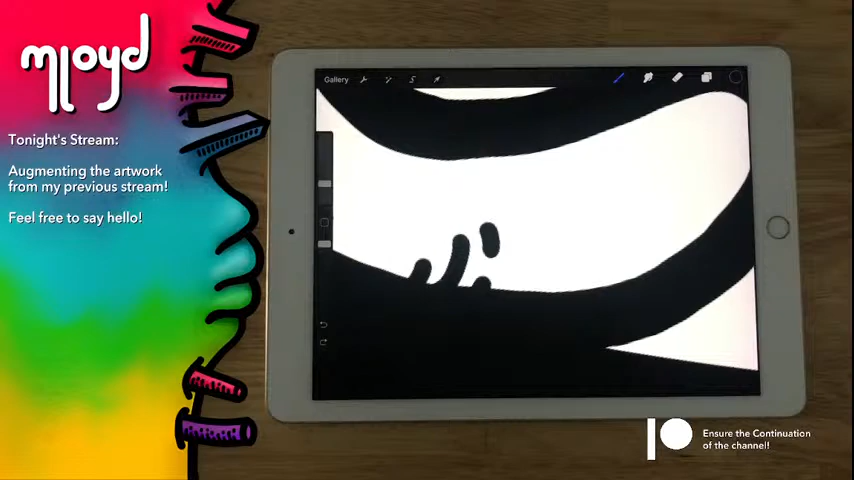 mloyd
Tonight's Stream:
Augmenting the artwork
from my previous stream!
Feel free to say hello!
Gallery
Ensure the Continuation
of the channel!